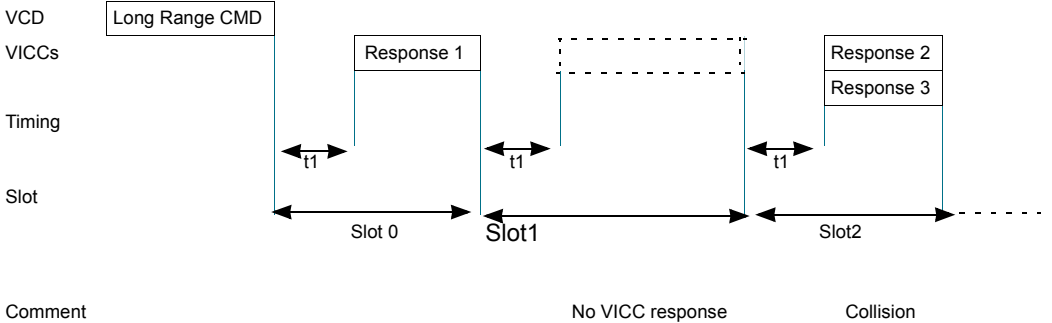 VCD Long Range CMD
VICCs Response 1 Response 2
Response 3
Timing
t1 t1 t1
Slot
Slot 0 Slot1 Slot2
Comment No VICC response Collision